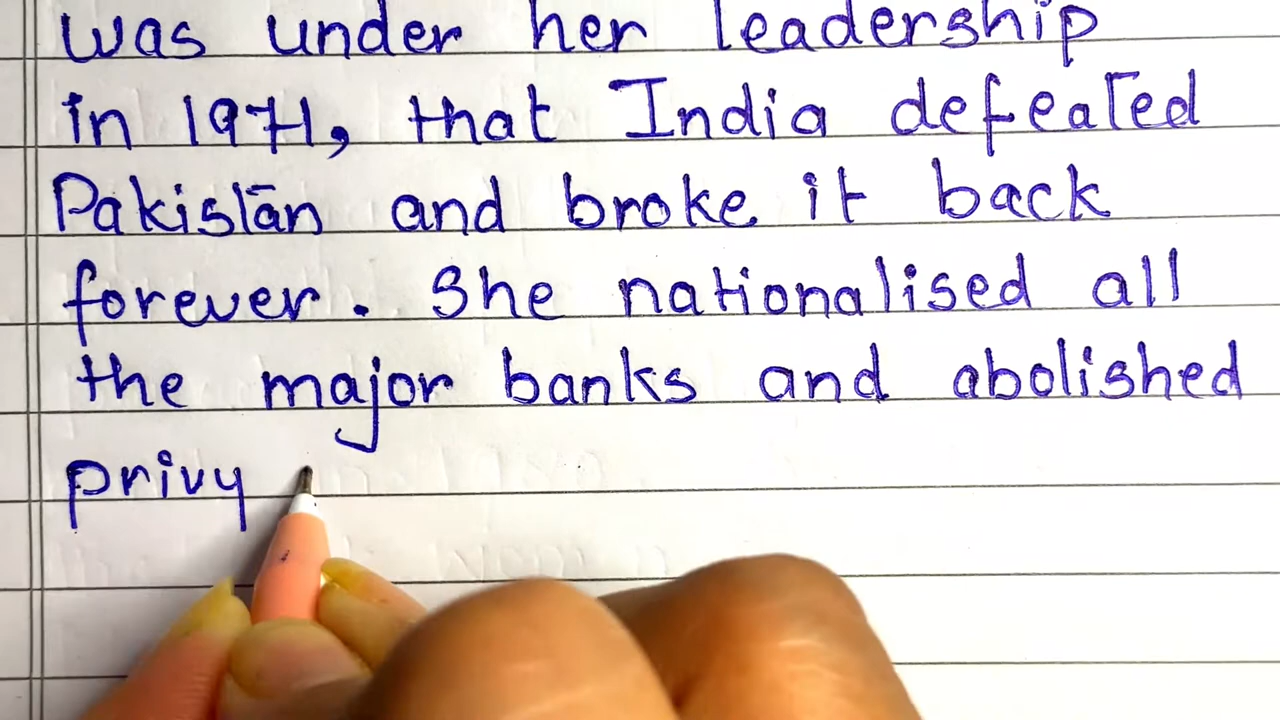 was under her leadership
in 1971, that India defeated
Pakistan and broke it back
forever. She nationalised all
the major banks and abolished
privy